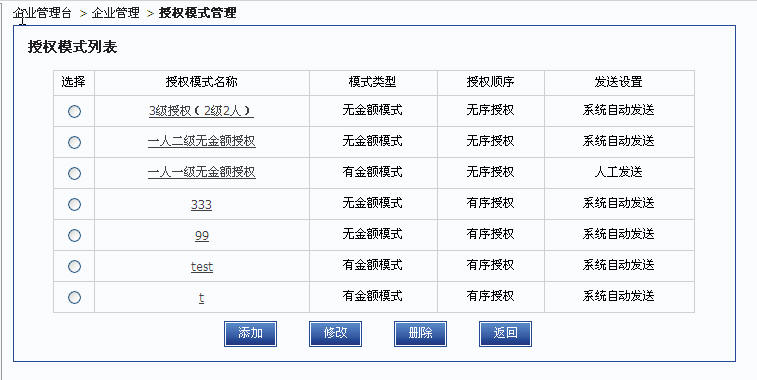 企业管理台 > 企业管理 > 授权模式管理
授权模式列表
选择 授权模式名称 模式类型 授权顺序 发送设置
3级授权（2级2人） 无金额模式 无序授权 系统自动发送
一人二级无金额授权 无金额模式 无序授权 系统自动发送
一人一级无金额授权 有金额模式 无序授权 人工发送
333 无金额模式 有序授权 系统自动发送
99 无金额模式 有序授权 系统自动发送
test 有金额模式 有序授权 系统自动发送
t 有金额模式 有序授权 系统自动发送
添加 修改 删除 返回